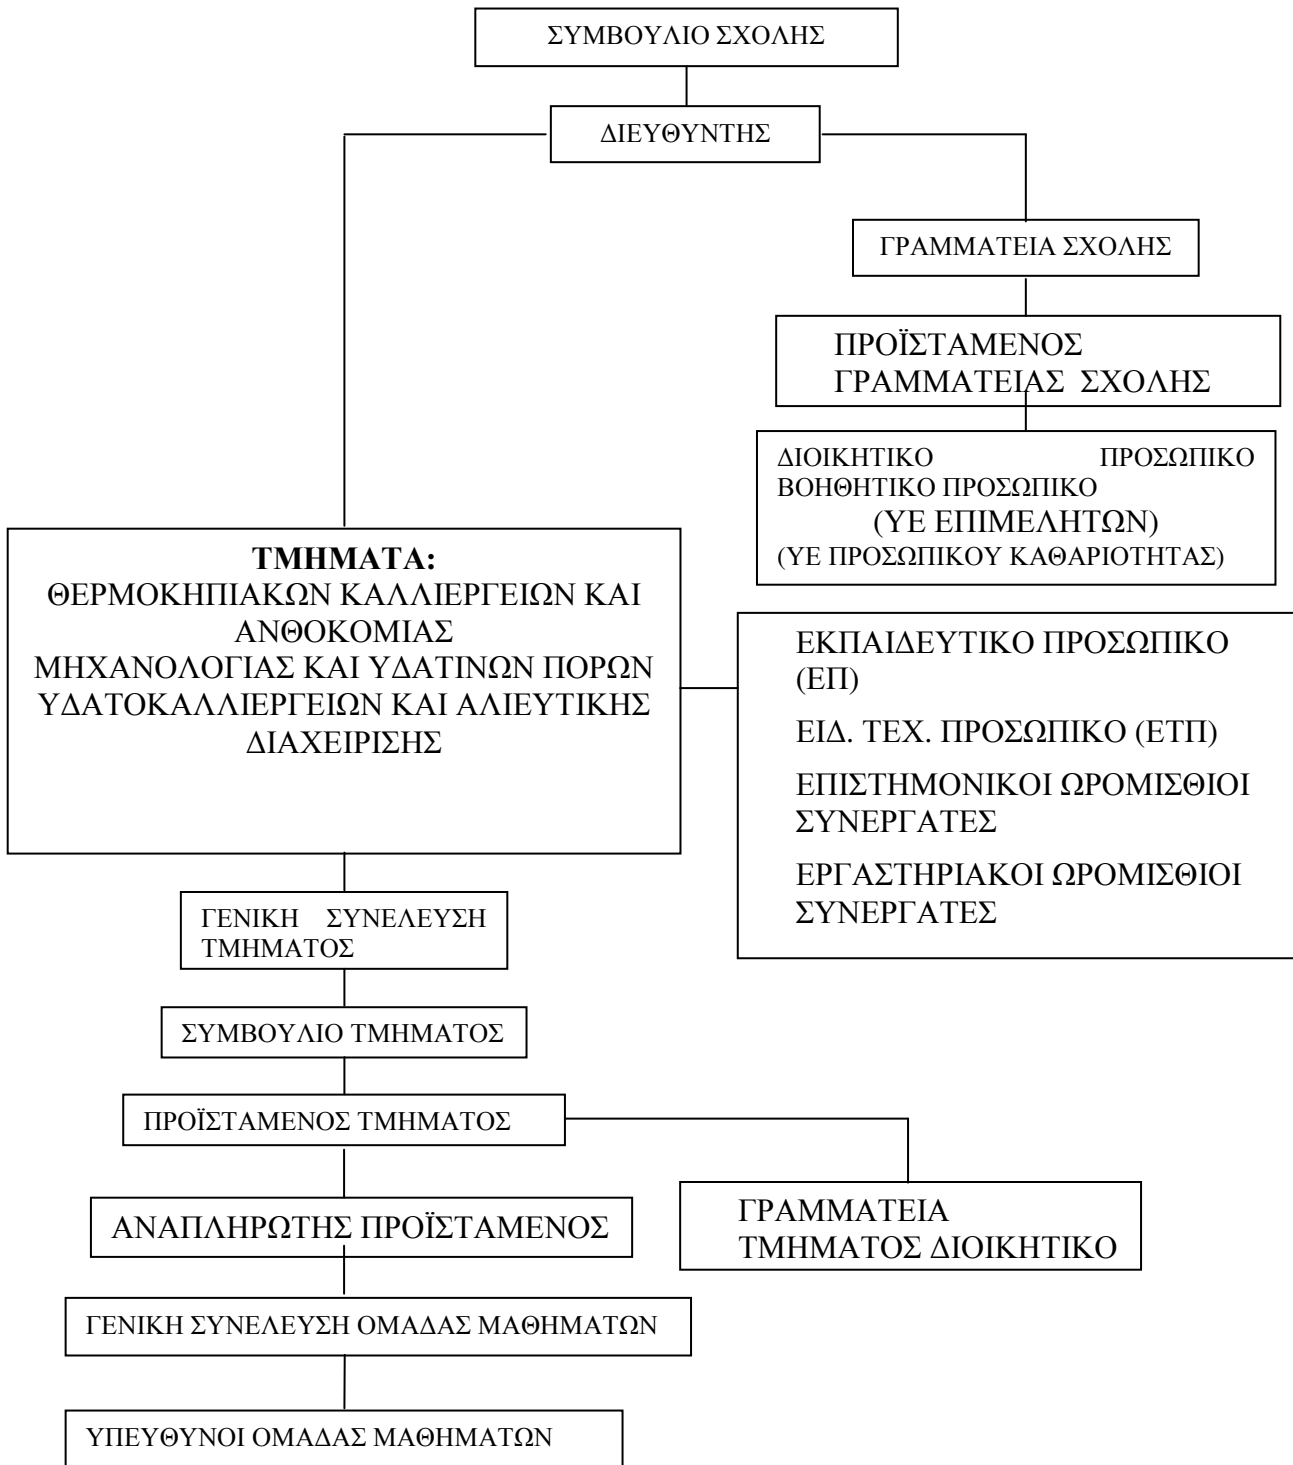 ΣΥΜΒΟΥΛΙΟ ΣΧΟΛΗΣ
ΔΙΕΥΘΥΝΤΗΣ
ΓΡΑΜΜΑΤΕΙΑ ΣΧΟΛΗΣ
ΠΡΟΪΣΤΑΜΕΝΟΣ
ΓΡΑΜΜΑΤΕΙΑΣ ΣΧΟΛΗΣ
ΔΙΟΙΚΗΤΙΚΟ ΠΡΟΣΩΠΙΚΟ
ΒΟΗΘΗΤΙΚΟ ΠΡΟΣΩΠΙΚΟ
(ΥΕ ΕΠΙΜΕΛΗΤΩΝ)
(ΥΕ ΠΡΟΣΩΠΙΚΟΥ ΚΑΘΑΡΙΟΤΗΤΑΣ)
ΤΜΗΜΑΤΑ:
ΘΕΡΜΟΚΗΠΙΑΚΩΝ ΚΑΛΛΙΕΡΓΕΙΩΝ ΚΑΙ
ΑΝΘΟΚΟΜΙΑΣ
ΜΗΧΑΝΟΛΟΓΙΑΣ ΚΑΙ ΥΔΑΤΙΝΩΝ ΠΟΡΩΝ
ΥΔΑΤΟΚΑΛΛΙΕΡΓΕΙΩΝ ΚΑΙ ΑΛΙΕΥΤΙΚΗΣ
ΔΙΑΧΕΙΡΙΣΗΣ
ΕΚΠΑΙΔΕΥΤΙΚΟ ΠΡΟΣΩΠΙΚΟ
(ΕΠ)
ΕΙΔ. ΤΕΧ. ΠΡΟΣΩΠΙΚΟ (ΕΤΠ)
ΕΠΙΣΤΗΜΟΝΙΚΟΙ ΩΡΟΜΙΣΘΙΟΙ
ΣΥΝΕΡΓΑΤΕΣ
ΕΡΓΑΣΤΗΡΙΑΚΟΙ ΩΡΟΜΙΣΘΙΟΙ
ΣΥΝΕΡΓΑΤΕΣ
ΓΕΝΙΚΗ ΣΥΝΕΛΕΥΣΗ
ΤΜΗΜΑΤΟΣ
ΣΥΜΒΟΥΛΙΟ ΤΜΗΜΑΤΟΣ
ΠΡΟΪΣΤΑΜΕΝΟΣ ΤΜΗΜΑΤΟΣ
ΑΝΑΠΛΗΡΩΤΗΣ ΠΡΟΪΣΤΑΜΕΝΟΣ
ΓΡΑΜΜΑΤΕΙΑ
ΤΜΗΜΑΤΟΣ ΔΙΟΙΚΗΤΙΚΟ
ΓΕΝΙΚΗ ΣΥΝΕΛΕΥΣΗ ΟΜΑΔΑΣ ΜΑΘΗΜΑΤΩΝ
ΥΠΕΥΘΥΝΟΙ ΟΜΑΔΑΣ ΜΑΘΗΜΑΤΩΝ